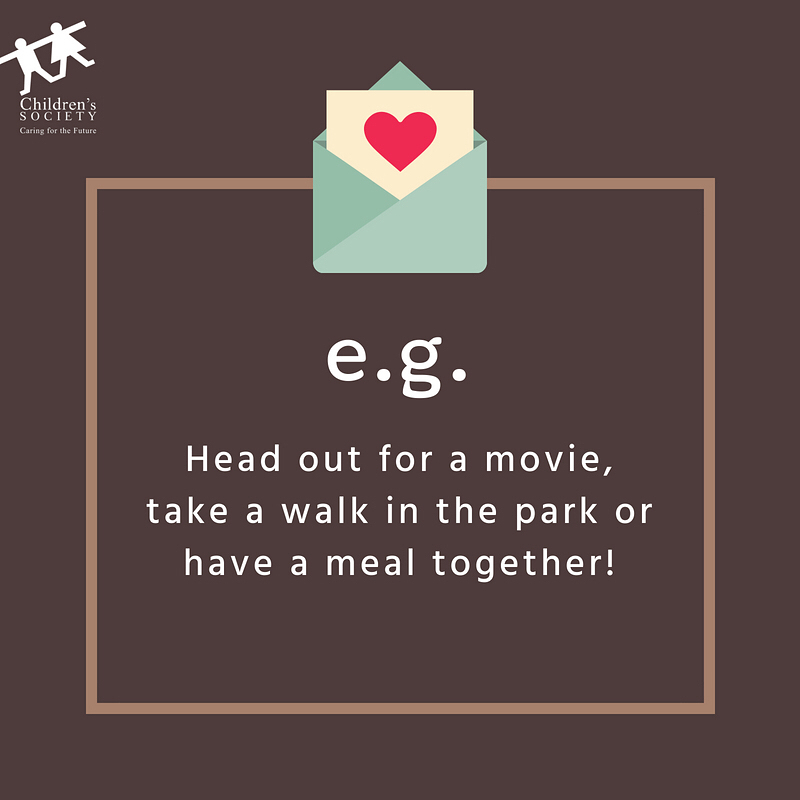 Children's
SOCIETY
Caring for the Future
e.g.
Head out for a movie,
take a walk in the park or
have a meal together!